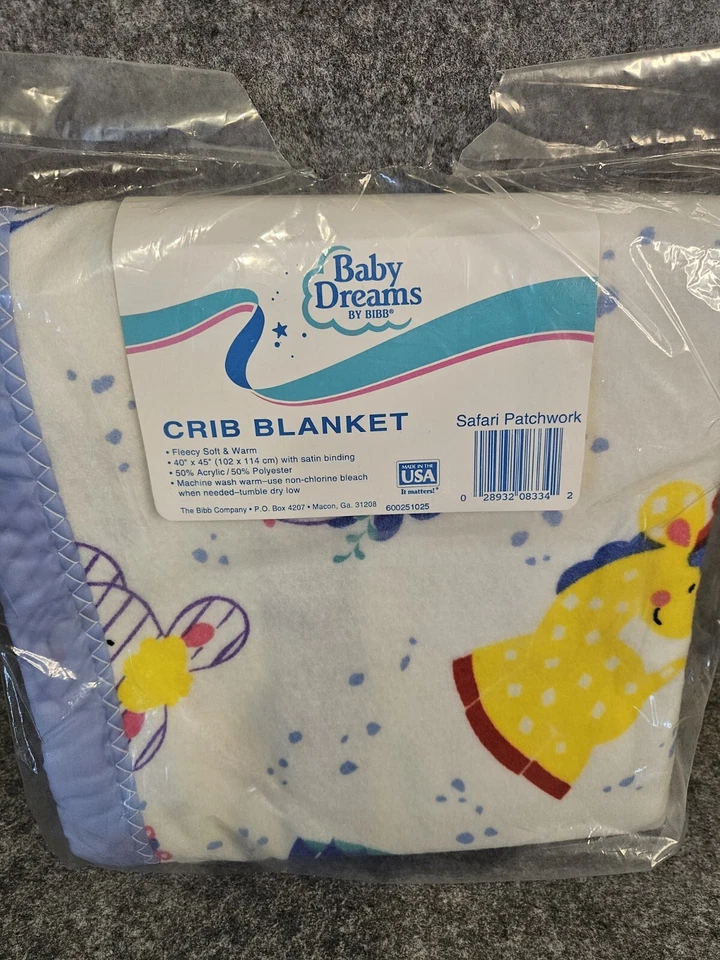 Baby
Dreams
BY BIBB®
CRIB BLANKET
Safari Patchwork
• Fleecy Soft & Warm
• 40" x 45" (102 x 114 cm) with satin binding
• 50% Acrylic/50% Polyester
• Machine wash warm–use non-chlorine bleach
when needed–tumble dry low
MADE IN THE
USA
It matters!®
0 28932 08334 2
The Bibb Company • P.O. Box 4207 • Macon, Ga. 31208 600251025